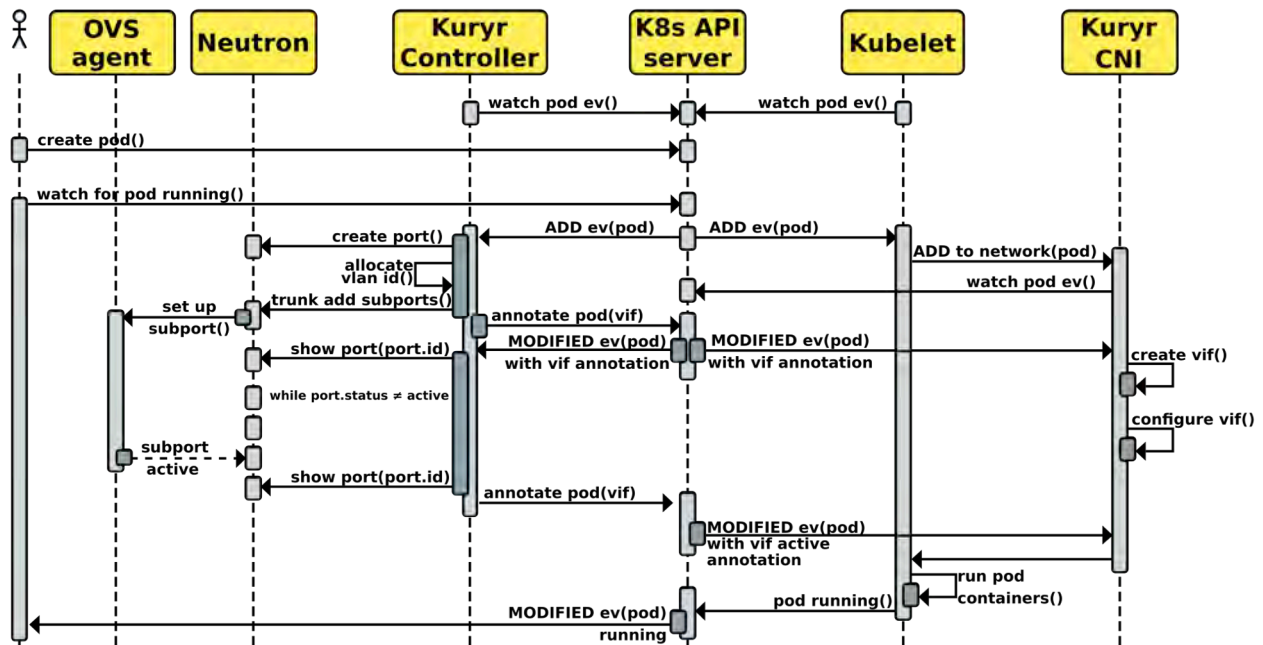 OVS
agent
Neutron
Kuryr
Controller
K8s API
server
Kubelet
Kuryr
CNI
watch pod ev()
watch pod ev()
create pod()
watch for pod running()
ADD ev(pod)
ADD ev(pod)
create port()
ADD to network(pod)
allocate
vlan id()
watch pod ev()
trunk add subports()
set up
subport()
annotate pod(vif)
MODIFIED ev(pod)
with vif annotation
MODIFIED ev(pod)
with vif annotation
show port(port.id)
create vif()
while port.status ≠ active
configure vif()
subport
active
show port(port.id)
annotate pod(vif)
MODIFIED ev(pod)
with vif active
annotation
run pod
containers()
pod running()
MODIFIED ev(pod)
running